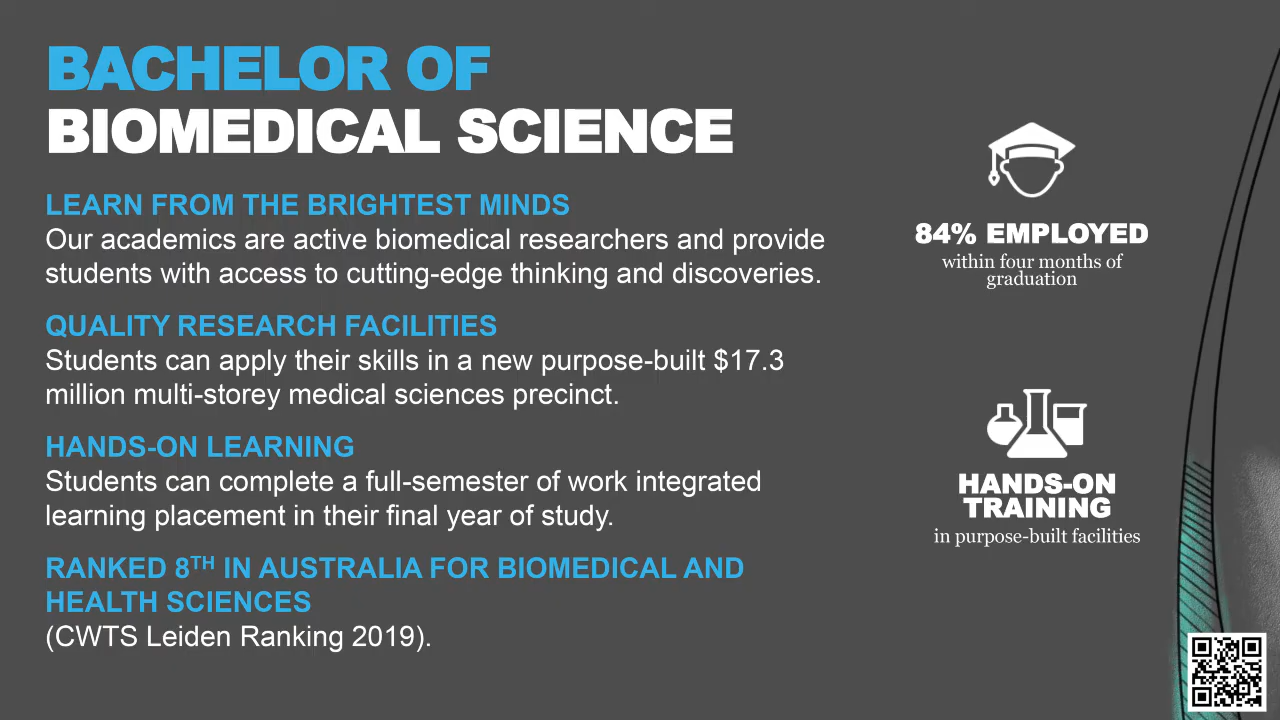 BACHELOR OF
BIOMEDICAL SCIENCE
LEARN FROM THE BRIGHTEST MINDS
Our academics are active biomedical researchers and provide
students with access to cutting-edge thinking and discoveries.
QUALITY RESEARCH FACILITIES
Students can apply their skills in a new purpose-built $17.3
million multi-storey medical sciences precinct.
HANDS-ON LEARNING
Students can complete a full-semester of work integrated
learning placement in their final year of study.
RANKED 8TH IN AUSTRALIA FOR BIOMEDICAL AND
HEALTH SCIENCES
(CWTS Leiden Ranking 2019).
84% EMPLOYED
within four months of
graduation
HANDS-ON
TRAINING
in purpose-built facilities